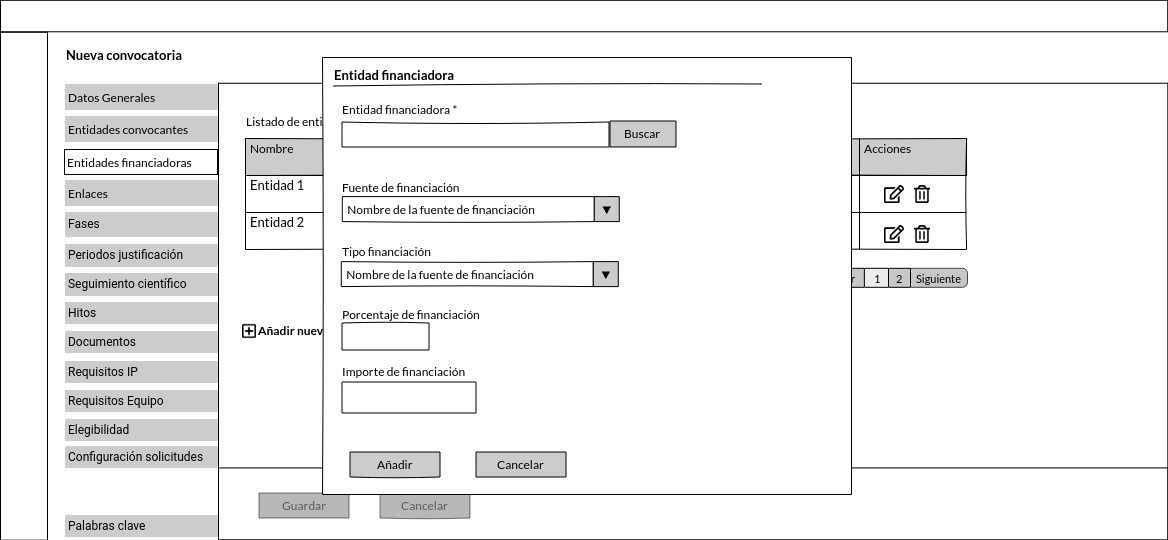 Nueva convocatoria
Datos Generales
Entidades convocantes
Entidades financiadoras
Enlaces
Fases
Periodos justificación
Seguimiento científico
Hitos
Documentos
Requisitos IP
Requisitos Equipo
Elegibilidad
Configuración solicitudes
Palabras clave
Listado de enti
Nombre
Acciones
Entidad 1
Entidad 2
r 1 2 Siguiente
Añadir nuev
Entidad financiadora
Entidad financiadora *
Buscar
Fuente de financiación
Nombre de la fuente de financiación
Tipo financiación
Nombre de la fuente de financiación
Porcentaje de financiación
Importe de financiación
Añadir Cancelar
Guardar Cancelar